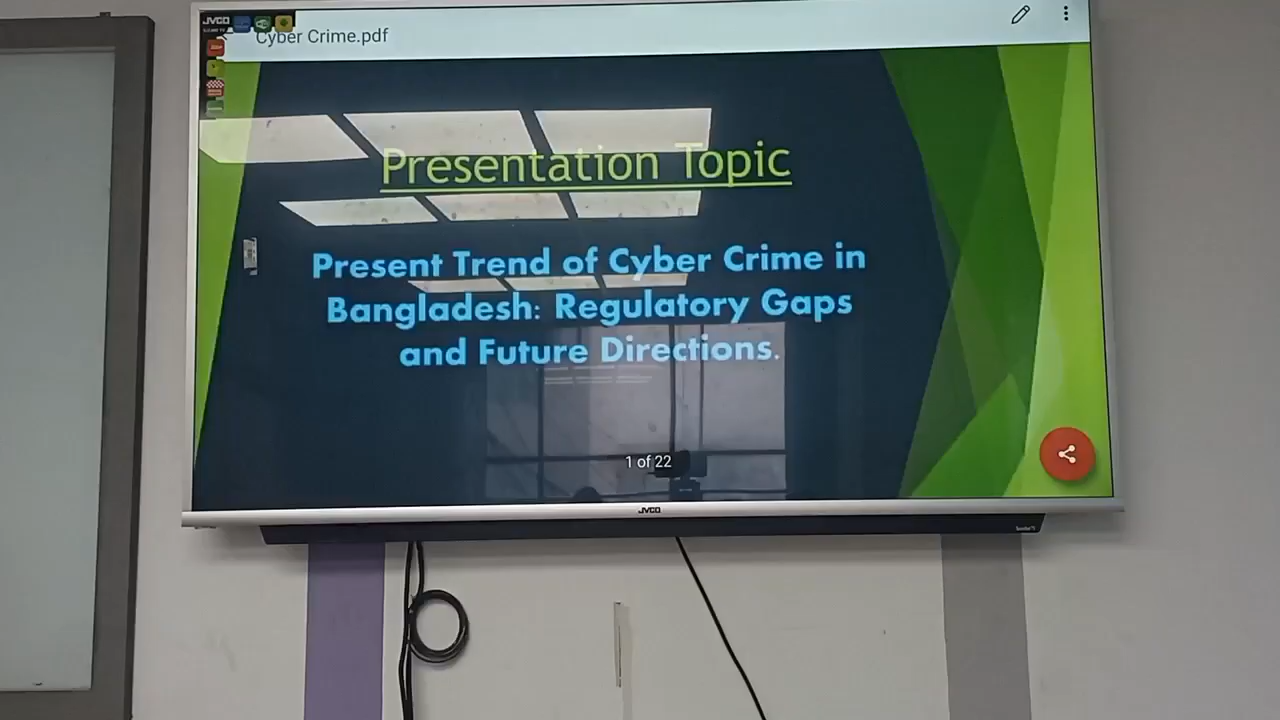 JVCO
Cyber Crime.pdf
Presentation Topic
Present Trend of Cyber Crime in
Bangladesh: Regulatory Gaps
and Future Directions.
1 of 22
JVCO